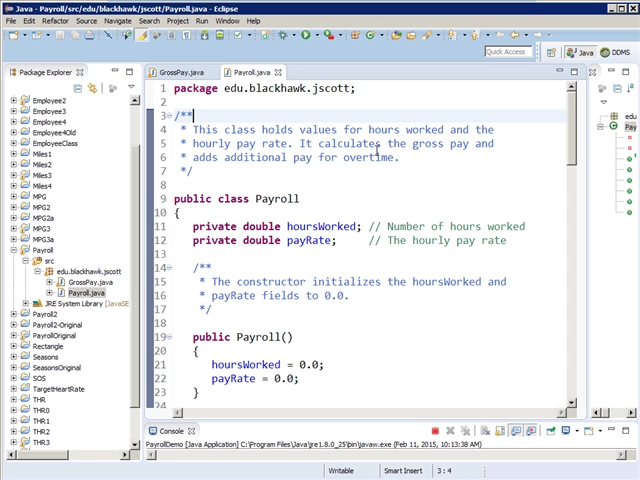 Java - Payroll/src/edu/blackhawk/jscott/Payroll.java - Eclipse
File Edit Source Refactor Navigate Search Project Run Window Help
Quick Access
Java
DDMS
Package Explorer
Employee2
Employee3
Employee4
Employee4Old
EmployeeClass
Miles1
Miles2
Miles3
MPG
MPG2
MPG2a
MPG3
MPG3a
Payroll
src
edu.blackhawk.jscott
GrossPay.java
Payroll.java
JRE System Library [JavaSE
Payroll2
Payroll2-Original
PayrollOriginal
Rectangle
Seasons
Seasons2
SOS
TargetHeartRate
THR
THR0
THR1
THR2
THR3
GrossPay.java
Payroll.java
1 package edu.blackhawk.jscott;
2
3 /**
4 * This class holds values for hours worked and the
5 * hourly pay rate. It calculates the gross pay and
6 * adds additional pay for overtime.
7 */
8
9 public class Payroll
10 {
11 private double hoursWorked; // Number of hours worked
12 private double payRate; // The hourly pay rate
13
14 /**
15 * The constructor initializes the hoursWorked and
16 * payRate fields to 0.0.
17 */
18
19 public Payroll()
20 {
21 hoursWorked = 0.0;
22 payRate = 0.0;
23 }
24
edu
Pay
Console
PayrollDemo [Java Application] C:\Program Files\Java\jre1.8.0_25\bin\javaw.exe (Feb 11, 2015, 10:13:38 AM)
Writable
Smart Insert
3 : 4